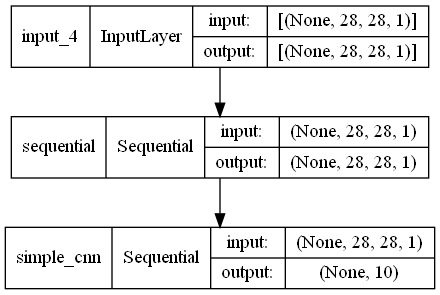 input_4 InputLayer input: [(None, 28, 28, 1)]
output: [(None, 28, 28, 1)]
sequential Sequential input: (None, 28, 28, 1)
output: (None, 28, 28, 1)
simple_cnn Sequential input: (None, 28, 28, 1)
output: (None, 10)